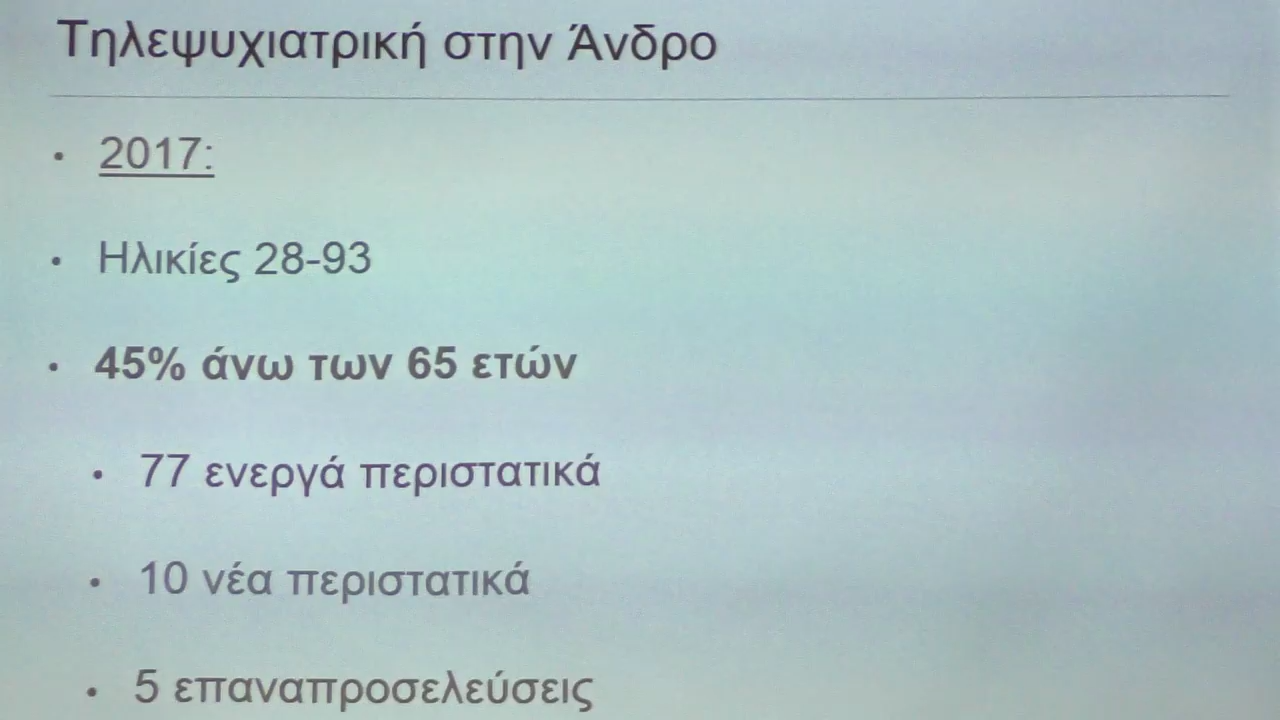 Τηλεψυχιατρική στην Άνδρο
• 2017:
• Ηλικίες 28-93
• 45% άνω των 65 ετών
• 77 ενεργά περιστατικά
• 10 νέα περιστατικά
• 5 επαναπροσελεύσεις